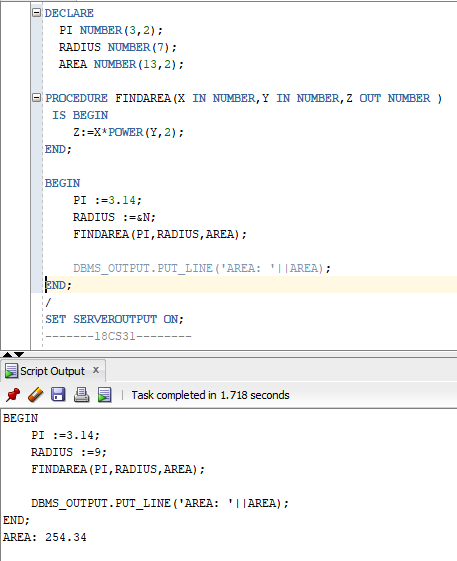 DECLARE
PI NUMBER(3,2);
RADIUS NUMBER(7);
AREA NUMBER(13,2);
PROCEDURE FINDAREA(X IN NUMBER,Y IN NUMBER,Z OUT NUMBER )
IS BEGIN
Z:=X*POWER(Y,2);
END;
BEGIN
PI :=3.14;
RADIUS :=&N;
FINDAREA(PI,RADIUS,AREA);
DBMS_OUTPUT.PUT_LINE('AREA: '||AREA);
END;
/
SET SERVEROUTPUT ON;
-------18CS31--------
Script Output x
Task completed in 1.718 seconds
BEGIN
PI :=3.14;
RADIUS :=9;
FINDAREA(PI,RADIUS,AREA);
DBMS_OUTPUT.PUT_LINE('AREA: '||AREA);
END;
AREA: 254.34